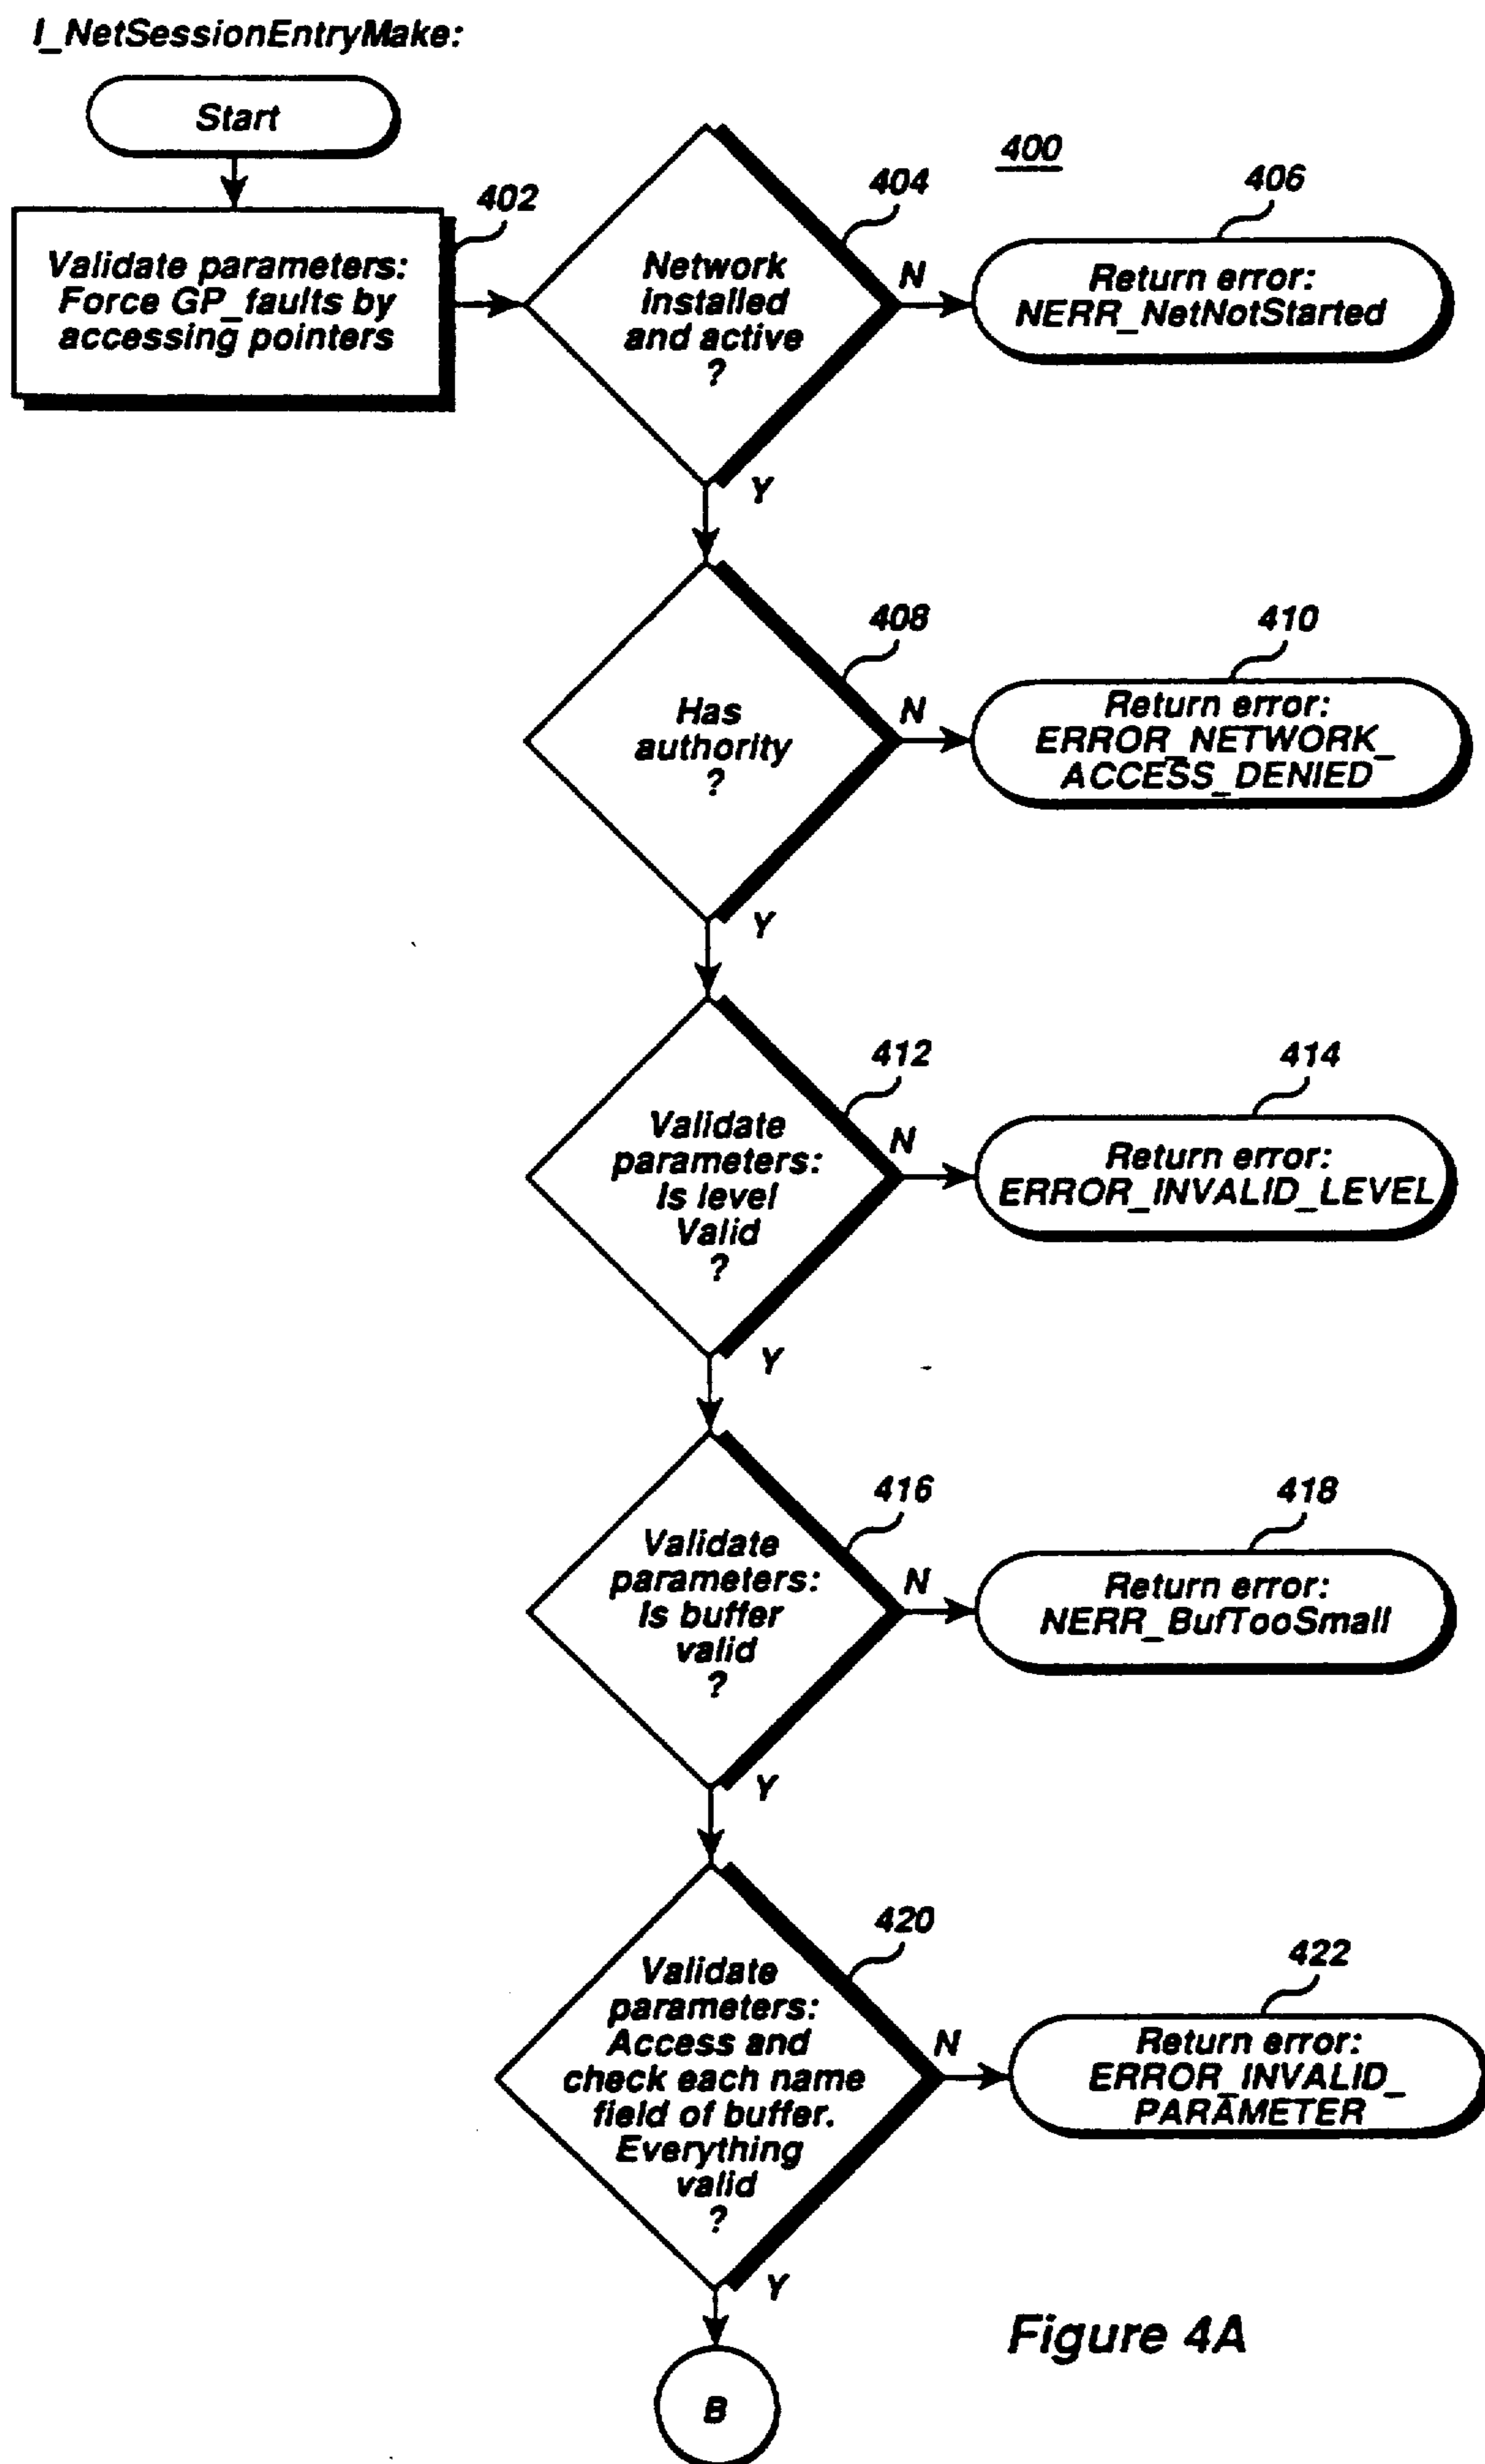 I_NetSessionEntryMake:
Start
400
402
Validate parameters:
Force GP_faults by
accessing pointers
404
Network
installed
and active
?
N
Y
406
Return error:
NERR_NetNotStarted
408
Has
authority
?
N
Y
410
Return error:
ERROR_NETWORK_
ACCESS_DENIED
412
Validate
parameters:
Is level
Valid
?
N
Y
414
Return error:
ERROR_INVALID_LEVEL
416
Validate
parameters:
Is buffer
valid
?
N
Y
418
Return error:
NERR_BufTooSmall
420
Validate
parameters:
Access and
check each name
field of buffer.
Everything
valid
?
N
Y
422
Return error:
ERROR_INVALID_
PARAMETER
B
Figure 4A